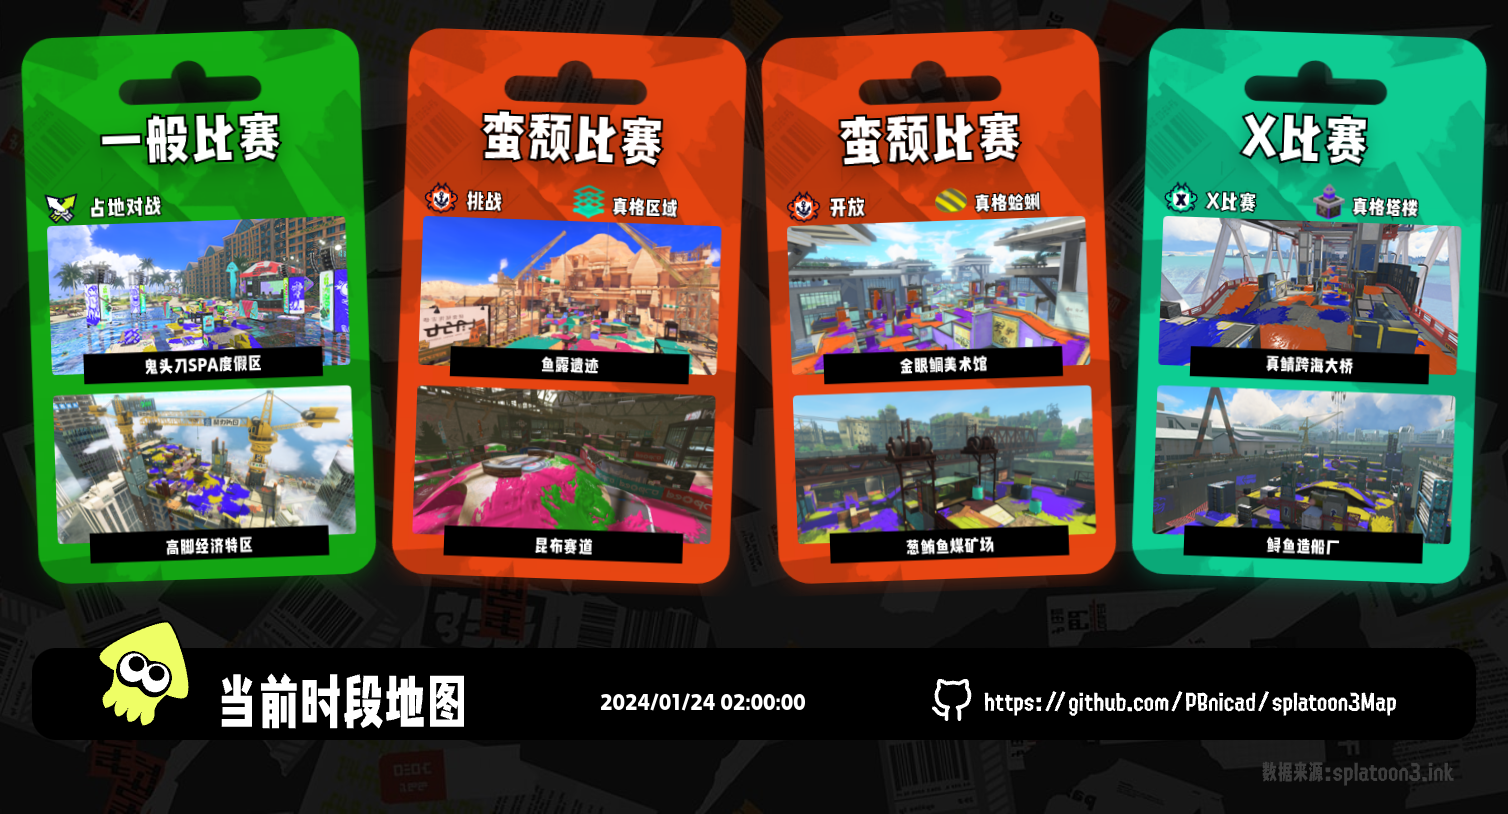 一般比赛
占地对战
鬼头刀SPA度假区
高脚经济特区
蛮颓比赛
挑战
真格区域
鱼露遗迹
昆布赛道
蛮颓比赛
开放
真格蛤蜊
金眼鲷美术馆
葱鲔鱼煤矿场
X比赛
X比赛
真格塔楼
真鲭跨海大桥
鲟鱼造船厂
当前时段地图
2024/01/24 02:00:00
https://github.com/PBnicad/splatoon3Map
数据来源:splatoon3.ink